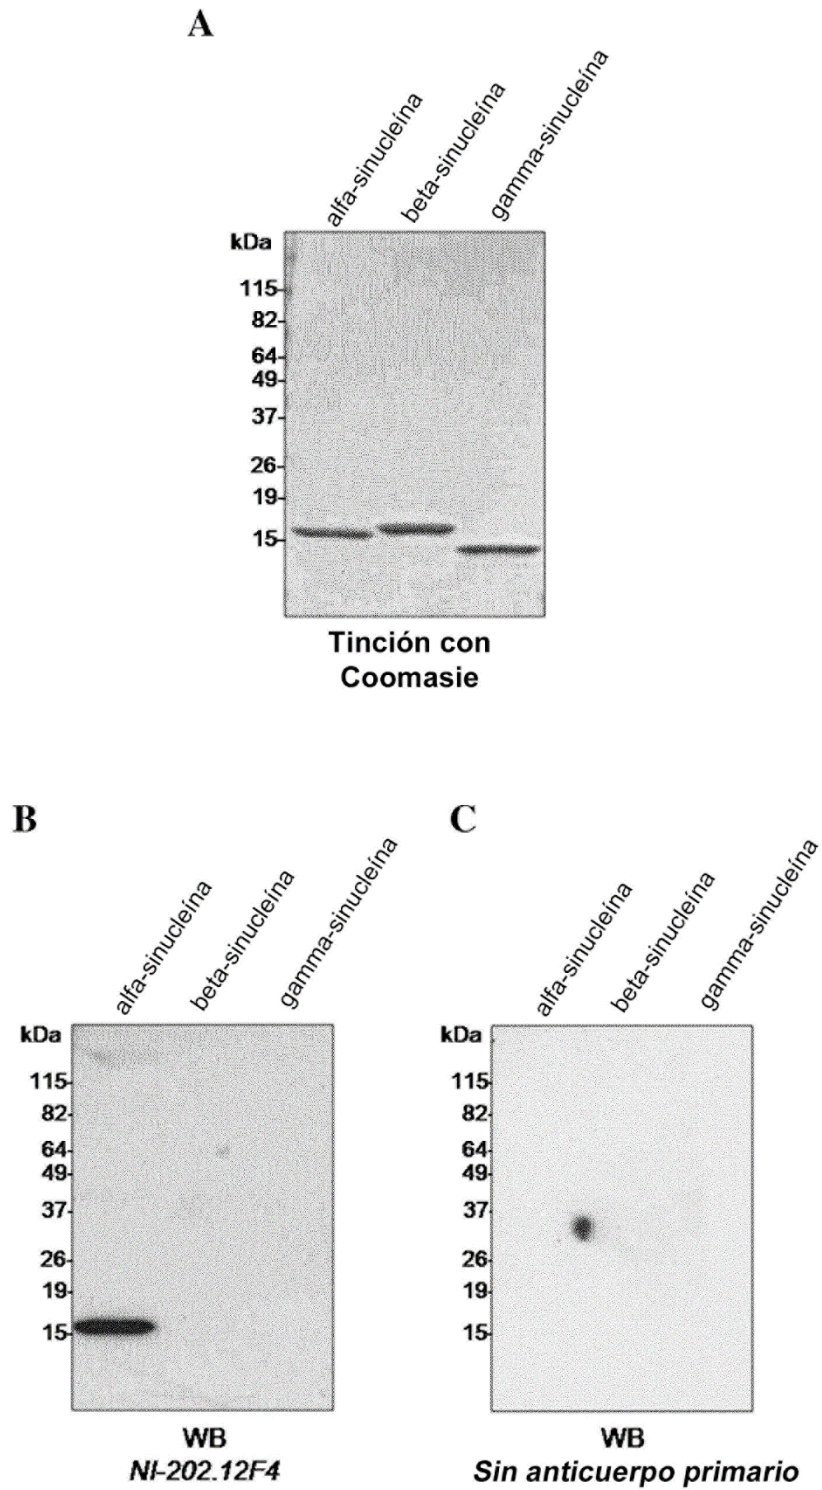 A
alfa-sinucleína
beta-sinucleína
gamma-sinucleína
kDa
115-
82-
64-
49-
37-
26-
19-
15-
Tinción con
Coomasie
B
alfa-sinucleína
beta-sinucleína
gamma-sinucleína
kDa
115-
82-
64-
49-
37-
26-
19-
15-
WB
NI-202.12F4
C
alfa-sinucleína
beta-sinucleína
gamma-sinucleína
kDa
115-
82-
64-
49-
37-
26-
19-
15-
WB
Sin anticuerpo primario